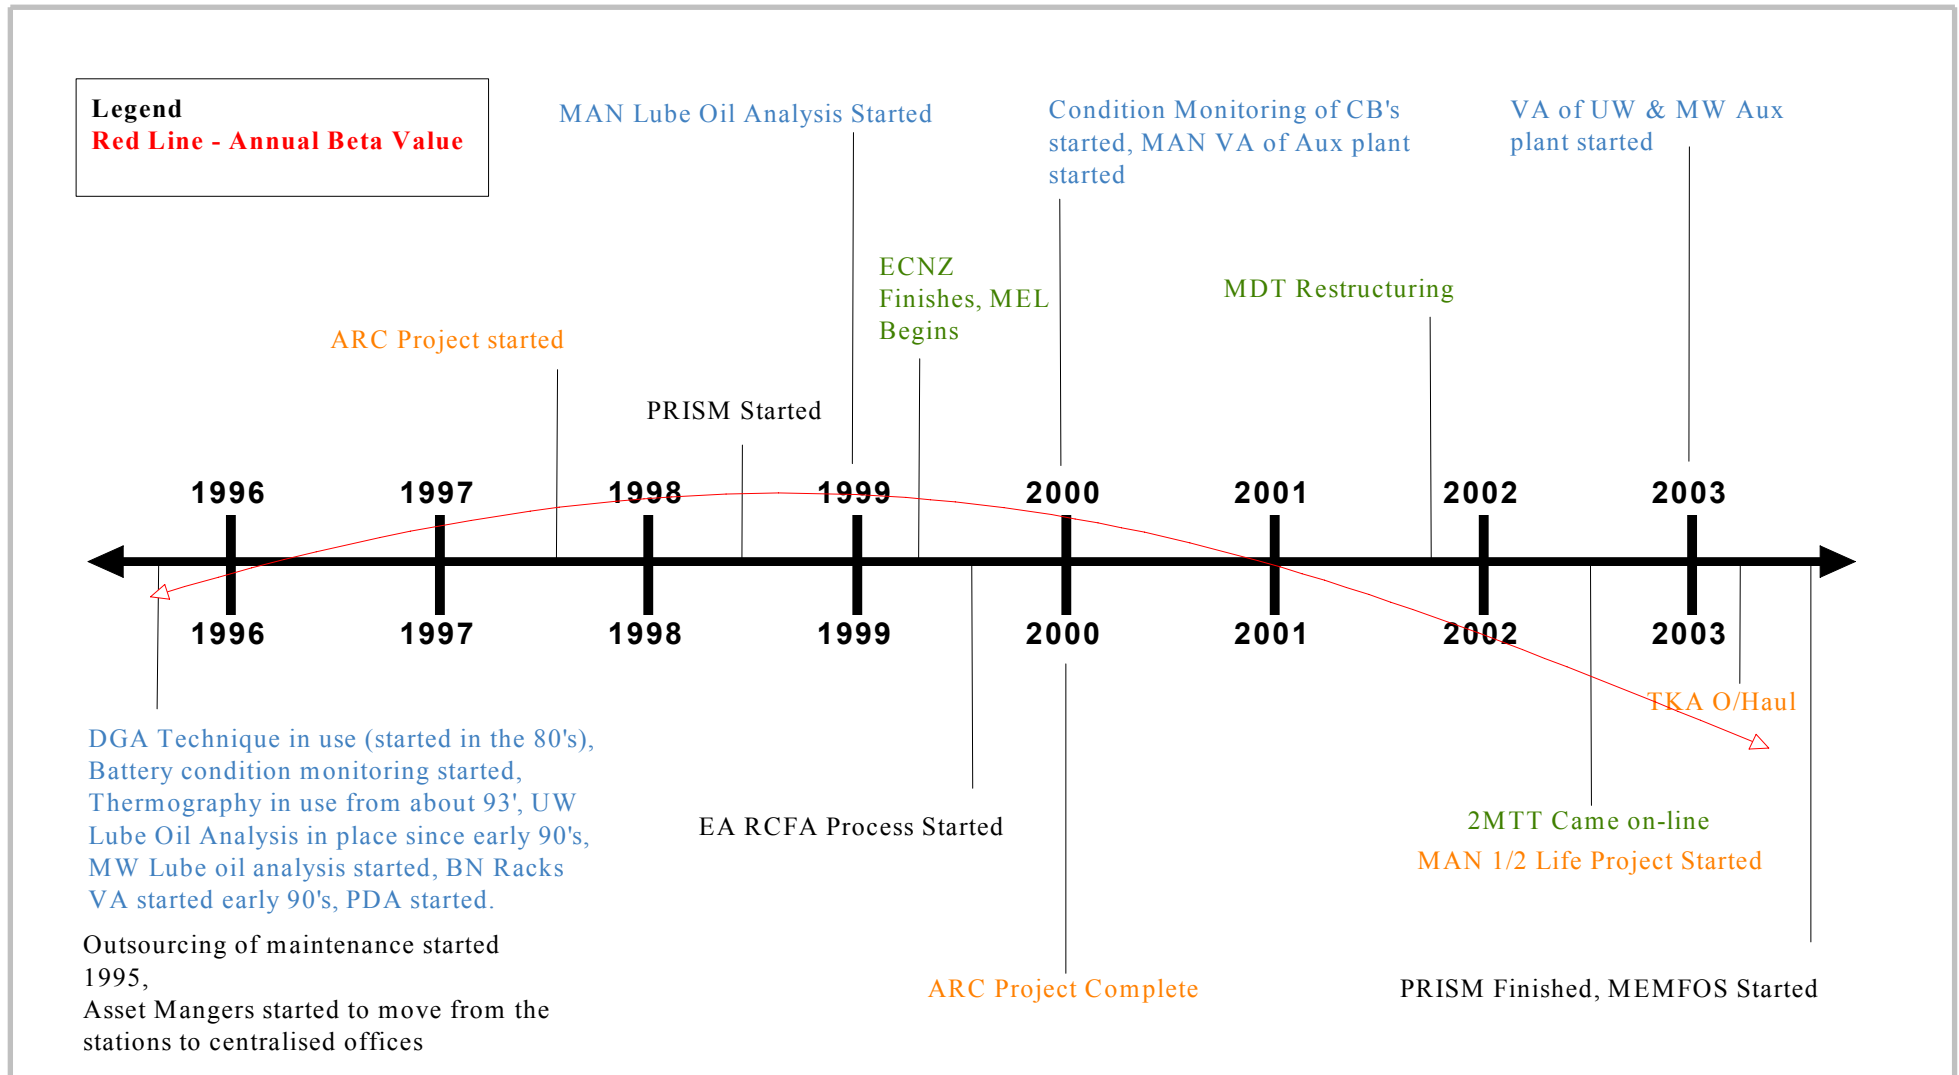 Legend
Red Line - Annual Beta Value
MAN Lube Oil Analysis Started
Condition Monitoring of CB's
started, MAN VA of Aux plant
started
VA of UW & MW Aux
plant started
ECNZ
Finishes, MEL
Begins
MDT Restructuring
ARC Project started
PRISM Started
1996 1997 1998 1999 2000 2001 2002 2003
1996 1997 1998 1999 2000 2001 2002 2003
TKA O/Haul
DGA Technique in use (started in the 80's),
Battery condition monitoring started,
Thermography in use from about 93', UW
Lube Oil Analysis in place since early 90's,
MW Lube oil analysis started, BN Racks
VA started early 90's, PDA started.
EA RCFA Process Started
2MTT Came on-line
MAN 1/2 Life Project Started
Outsourcing of maintenance started
1995,
Asset Mangers started to move from the
stations to centralised offices
ARC Project Complete
PRISM Finished, MEMFOS Started